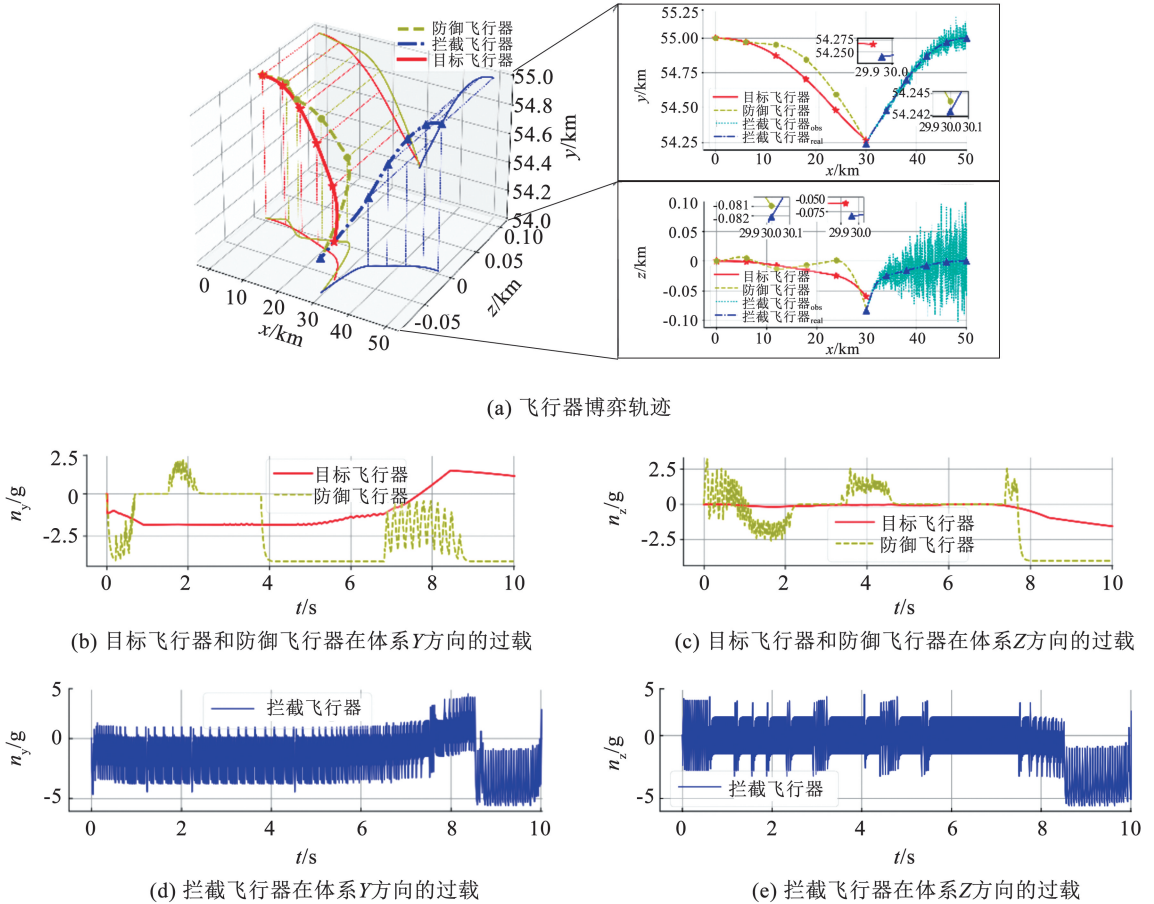 防御飞行器
拦截飞行器
目标飞行器
55.0
54.8
54.6
54.4
54.2
54.0
y/km
0.10
0.05
0
-0.05
z/km
0
10
20
30
40
50
x/km
55.25
55.00
54.75
54.50
54.25
y/km
目标飞行器
防御飞行器
拦截飞行器obs
拦截飞行器real
54.275
54.250
29.9 30.0
54.245
54.242
29.9 30.0 30.1
0 10 20 30 40 50
x/km
0.10
0.05
0
-0.05
-0.10
z/km
-0.081
-0.082
29.9 30.0 30.1
-0.050
-0.075
29.9 30.0
目标飞行器
防御飞行器
拦截飞行器obs
拦截飞行器real
0 10 20 30 40 50
x/km
(a) 飞行器博弈轨迹
2.5
0
-2.5
ny/g
目标飞行器
防御飞行器
0 2 4 6 8 10
t/s
(b) 目标飞行器和防御飞行器在体系Y方向的过载
2.5
0
-2.5
nz/g
目标飞行器
防御飞行器
0 2 4 6 8 10
t/s
(c) 目标飞行器和防御飞行器在体系Z方向的过载
5
0
-5
ny/g
拦截飞行器
0 2 4 6 8 10
t/s
(d) 拦截飞行器在体系Y方向的过载
5
0
-5
nz/g
拦截飞行器
0 2 4 6 8 10
t/s
(e) 拦截飞行器在体系Z方向的过载